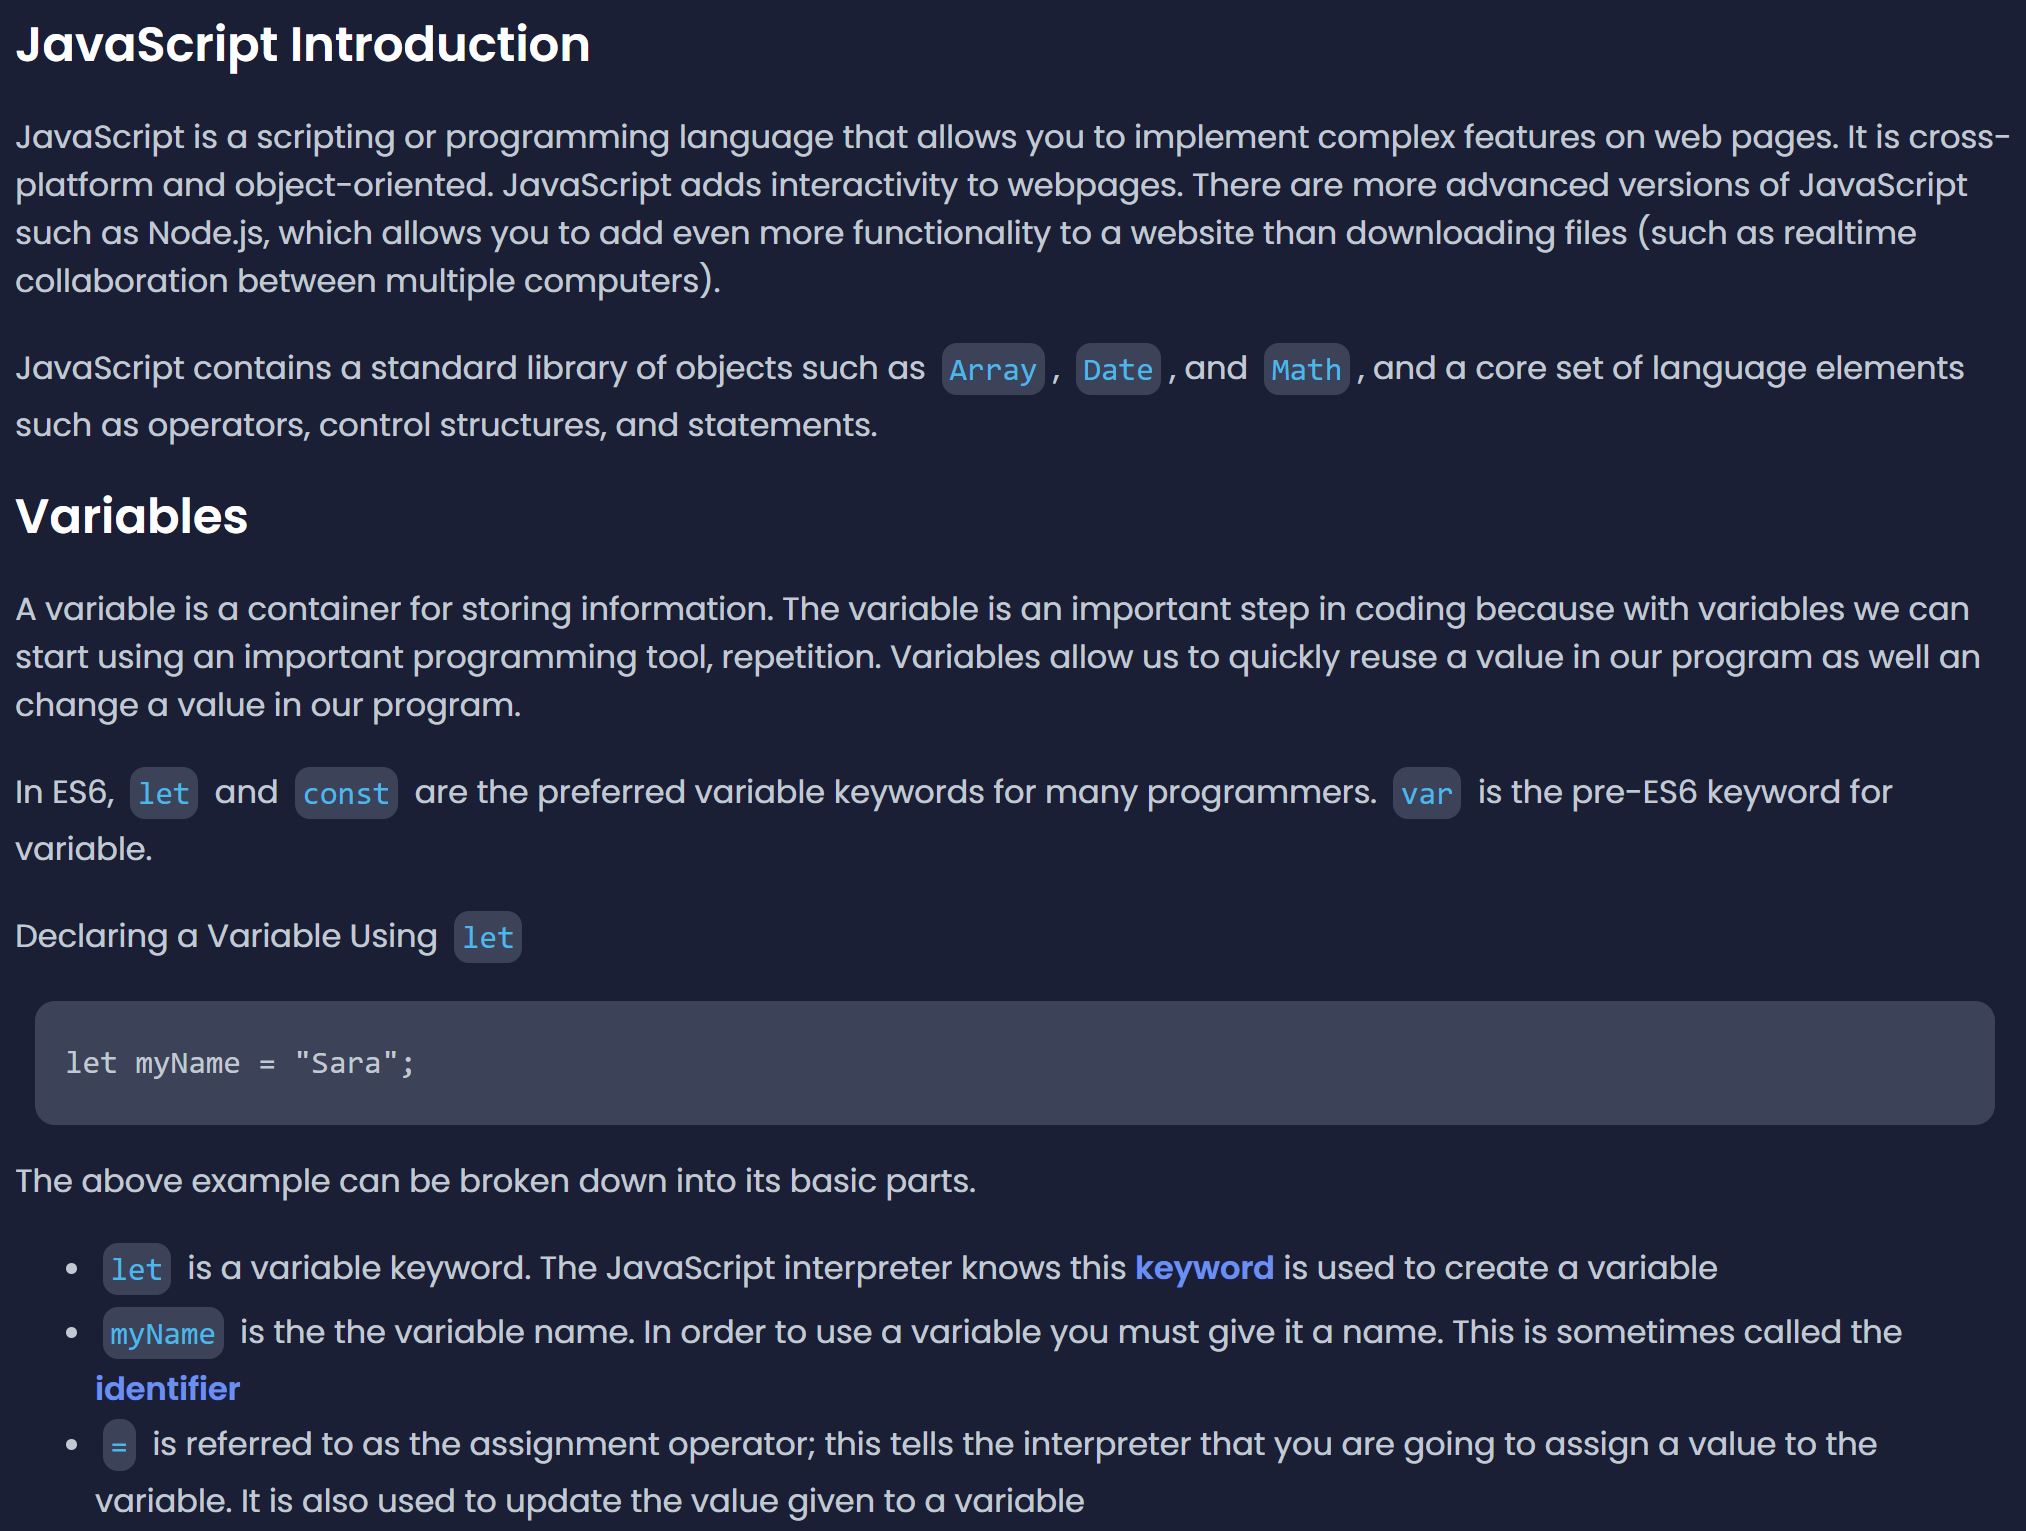 JavaScript Introduction
JavaScript is a scripting or programming language that allows you to implement complex features on web pages. It is cross-
platform and object-oriented. JavaScript adds interactivity to webpages. There are more advanced versions of JavaScript
such as Node.js, which allows you to add even more functionality to a website than downloading files (such as realtime
collaboration between multiple computers).
JavaScript contains a standard library of objects such as Array, Date, and Math, and a core set of language elements
such as operators, control structures, and statements.
Variables
A variable is a container for storing information. The variable is an important step in coding because with variables we can
start using an important programming tool, repetition. Variables allow us to quickly reuse a value in our program as well an
change a value in our program.
In ES6, let and const are the preferred variable keywords for many programmers. var is the pre-ES6 keyword for
variable.
Declaring a Variable Using let
let myName = "Sara";
The above example can be broken down into its basic parts.
• let is a variable keyword. The JavaScript interpreter knows this keyword is used to create a variable
• myName is the the variable name. In order to use a variable you must give it a name. This is sometimes called the
identifier
• = is referred to as the assignment operator; this tells the interpreter that you are going to assign a value to the
variable. It is also used to update the value given to a variable